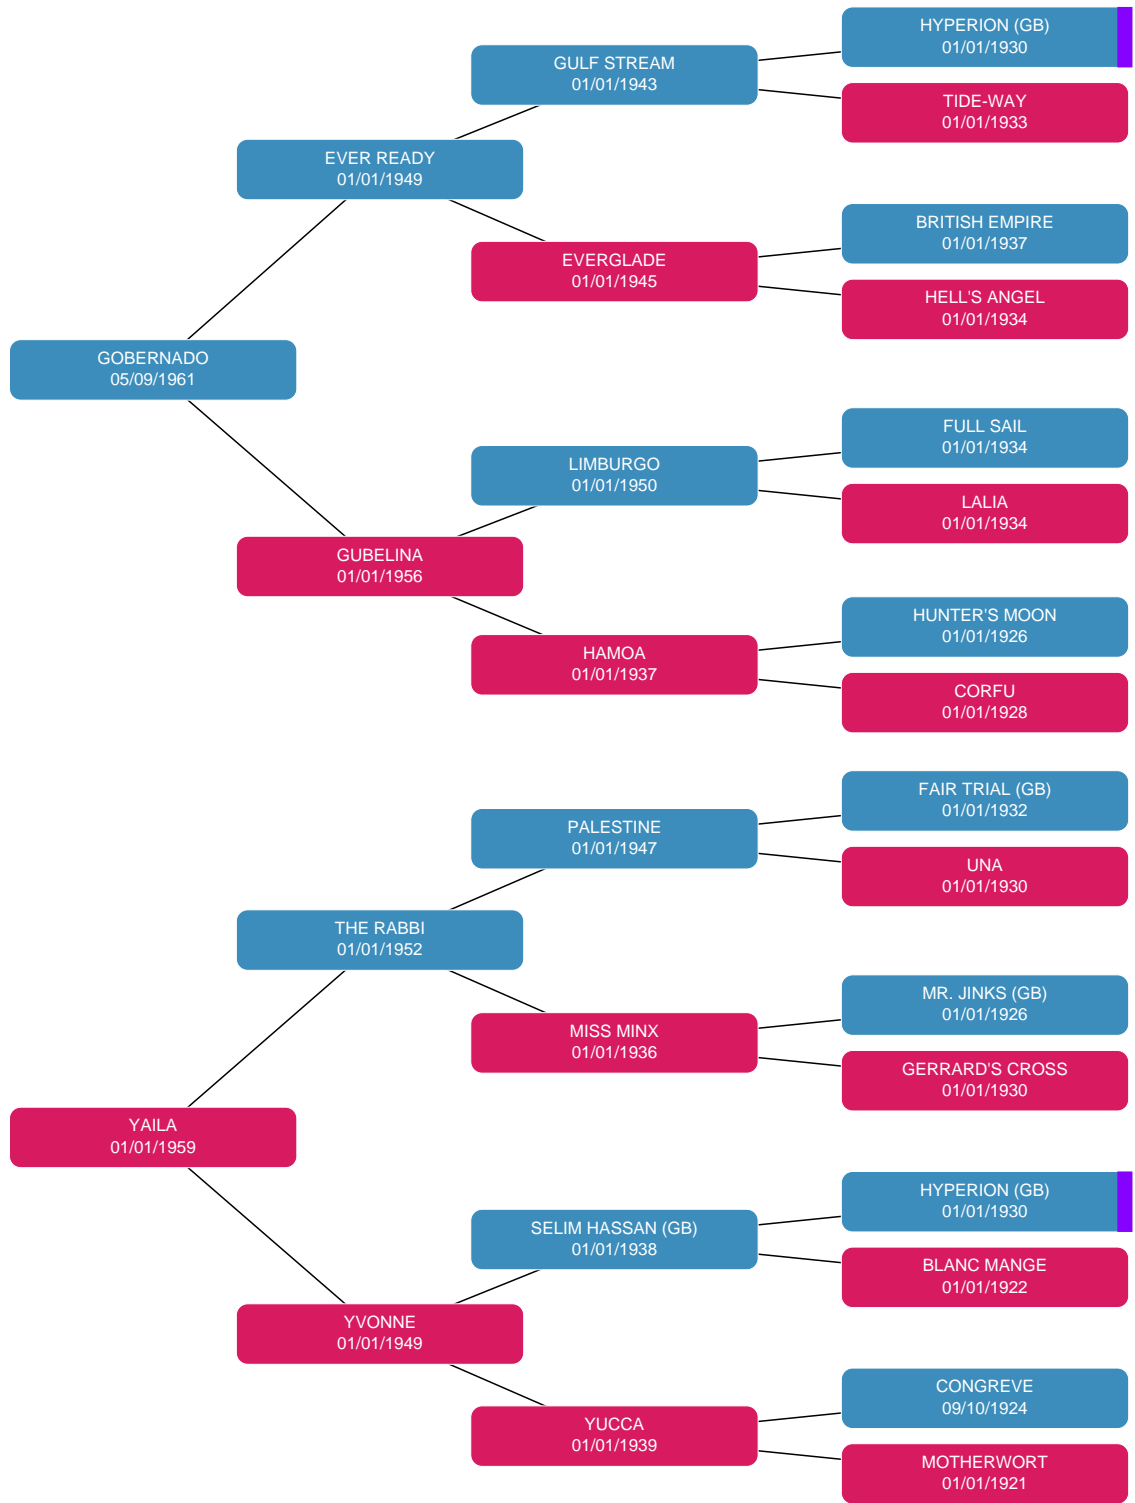 HYPERION (GB)
01/01/1930
GULF STREAM
01/01/1943
TIDE-WAY
01/01/1933
EVER READY
01/01/1949
BRITISH EMPIRE
01/01/1937
EVERGLADE
01/01/1945
HELL'S ANGEL
01/01/1934
GOBERNADO
05/09/1961
FULL SAIL
01/01/1934
LIMBURGO
01/01/1950
LALIA
01/01/1934
GUBELINA
01/01/1956
HUNTER'S MOON
01/01/1926
HAMOA
01/01/1937
CORFU
01/01/1928
FAIR TRIAL (GB)
01/01/1932
PALESTINE
01/01/1947
UNA
01/01/1930
THE RABBI
01/01/1952
MR. JINKS (GB)
01/01/1926
MISS MINX
01/01/1936
GERRARD'S CROSS
01/01/1930
YAILA
01/01/1959
HYPERION (GB)
01/01/1930
SELIM HASSAN (GB)
01/01/1938
BLANC MANGE
01/01/1922
YVONNE
01/01/1949
CONGREVE
09/10/1924
YUCCA
01/01/1939
MOTHERWORT
01/01/1921